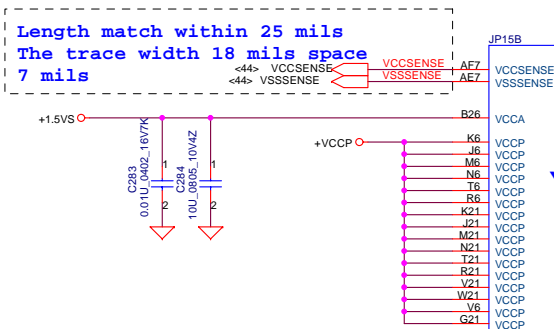 Length match within 25 mils
The trace width 18 mils space
7 mils
JP15B
<44> VCCSENSE VCCSENSE AF7 VCCSENSE
<44> VSSSENSE VSSSENSE AE7 VSSSENSE
+1.5VS B26 VCCA
+VCCP K6 VCCP
J6 VCCP
M6 VCCP
N6 VCCP
T6 VCCP
R6 VCCP
K21 VCCP
J21 VCCP
M21 VCCP
N21 VCCP
T21 VCCP
R21 VCCP
V21 VCCP
W21 VCCP
V6 VCCP
G21 VCCP
C283
0.01U_0402_16V7K
1
2
C284
10U_0805_10V4Z
1
2